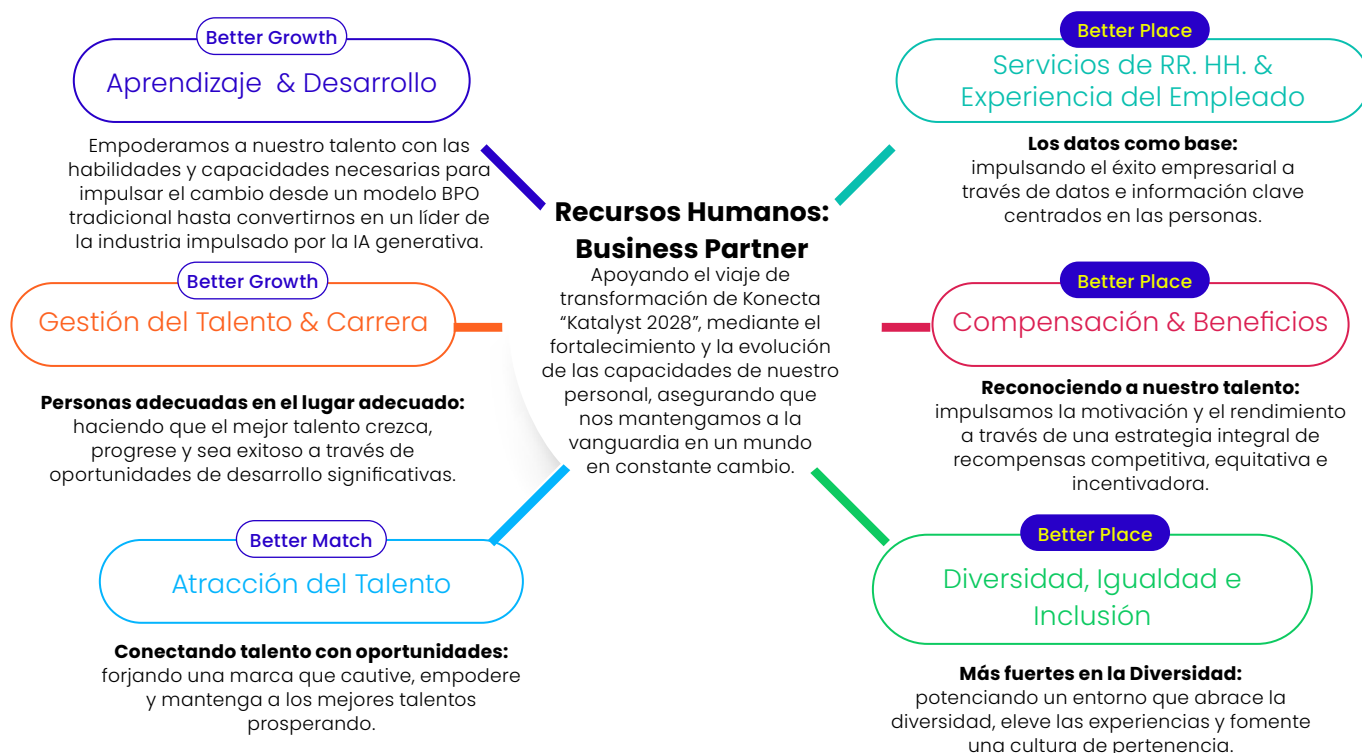 Better Growth
Aprendizaje & Desarrollo
Empoderamos a nuestro talento con las
habilidades y capacidades necesarias para
impulsar el cambio desde un modelo BPO
tradicional hasta convertirnos en un líder de
la industria impulsado por la IA generativa.
Better Growth
Gestión del Talento & Carrera
Personas adecuadas en el lugar adecuado:
haciendo que el mejor talento crezca,
progrese y sea exitoso a través de
oportunidades de desarrollo significativas.
Better Match
Atracción del Talento
Conectando talento con oportunidades:
forjando una marca que cautive, empodere
y mantenga a los mejores talentos
prosperando.
Recursos Humanos:
Business Partner
Apoyando el viaje de
transformación de Konecta
“Katalyst 2028”, mediante el
fortalecimiento y la evolución
de las capacidades de nuestro
personal, asegurando que
nos mantengamos a la
vanguardia en un mundo
en constante cambio.
Better Place
Servicios de RR. HH. &
Experiencia del Empleado
Los datos como base:
impulsando el éxito empresarial a
través de datos e información clave
centrados en las personas.
Better Place
Compensación & Beneficios
Reconociendo a nuestro talento:
impulsamos la motivación y el rendimiento
a través de una estrategia integral de
recompensas competitiva, equitativa e
incentivadora.
Better Place
Diversidad, Igualdad e
Inclusión
Más fuertes en la Diversidad:
potenciando un entorno que abrace la
diversidad, eleve las experiencias y fomente
una cultura de pertenencia.